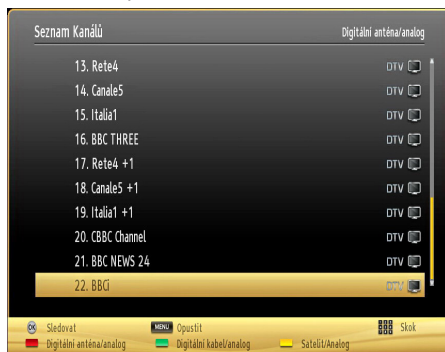 Seznam Kanálů Digitální anténa/analog
13. Rete4 DTV
14. Canale5 DTV
15. Italia1 DTV
16. BBC THREE DTV
17. Rete4 +1 DTV
18. Canale5 +1 DTV
19. Italia1 +1 DTV
20. CBBC Channel DTV
21. BBC NEWS 24 DTV
22. BBCi DTV
OK Sledovat MENU Opustit Skok
Digitální anténa/analog Digitální kabel/analog Satelit/Analog